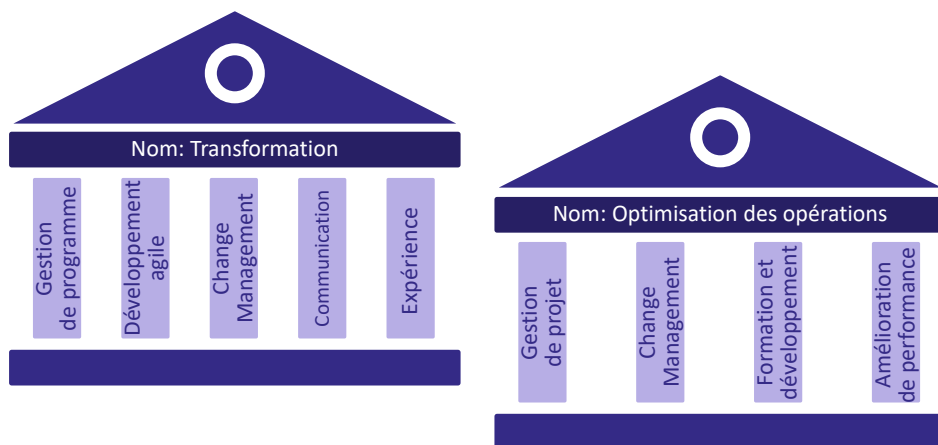 Nom: Transformation
Gestion
de programme
Développement
agile
Change
Management
Communication
Expérience
Nom: Optimisation des opérations
Gestion
de projet
Change
Management
Formation et
développement
Amélioration
de performance